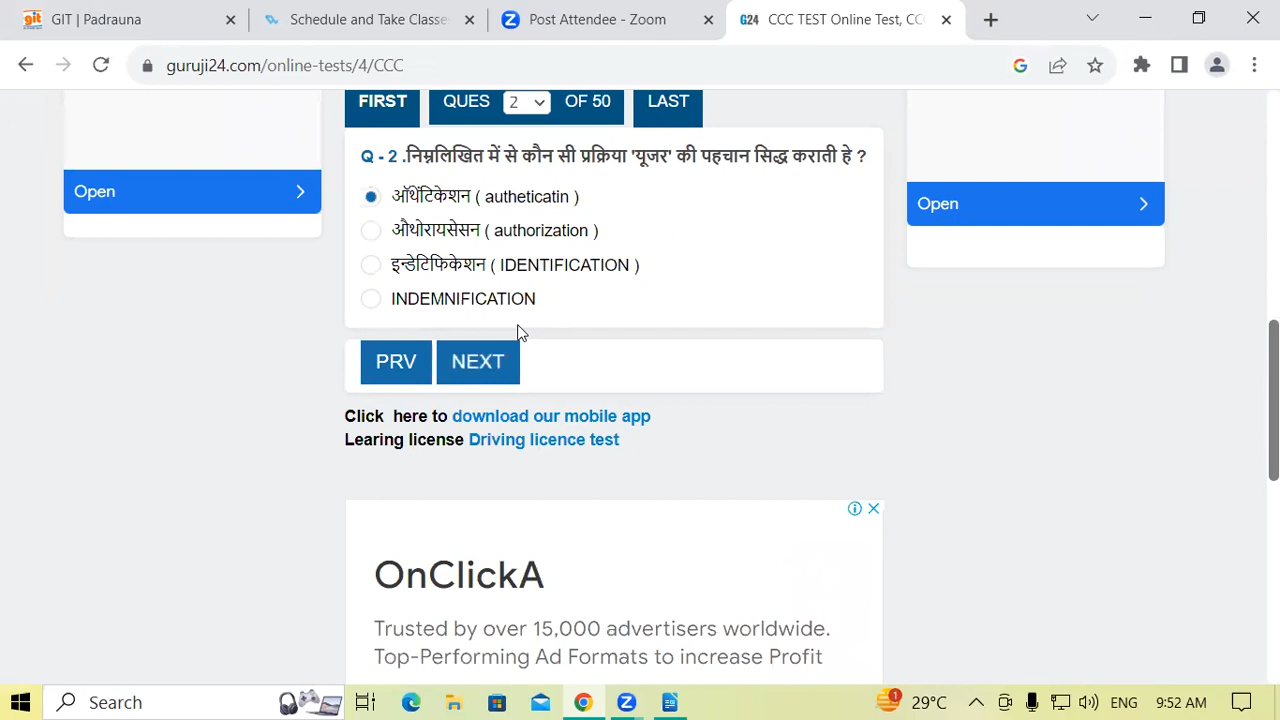 GIT | Padrauna
Schedule and Take Classe
Post Attendee - Zoom
G24 CCC TEST Online Test, CC
guruji24.com/online-tests/4/CCC
FIRST QUES 2 OF 50 LAST
Open
Open
Q - 2 .निम्नलिखित में से कौन सी प्रक्रिया 'यूजर' की पहचान सिद्ध कराती हे ?
ऑथेंटिकेशन ( autheticatin )
औथोरायसेसन ( authorization )
इन्डेटिफिकेशन ( IDENTIFICATION )
INDEMNIFICATION
PRV NEXT
Click here to download our mobile app
Learing license Driving licence test
OnClickA
Trusted by over 15,000 advertisers worldwide.
Top-Performing Ad Formats to increase Profit
Search 1 29°C ENG 9:52 AM